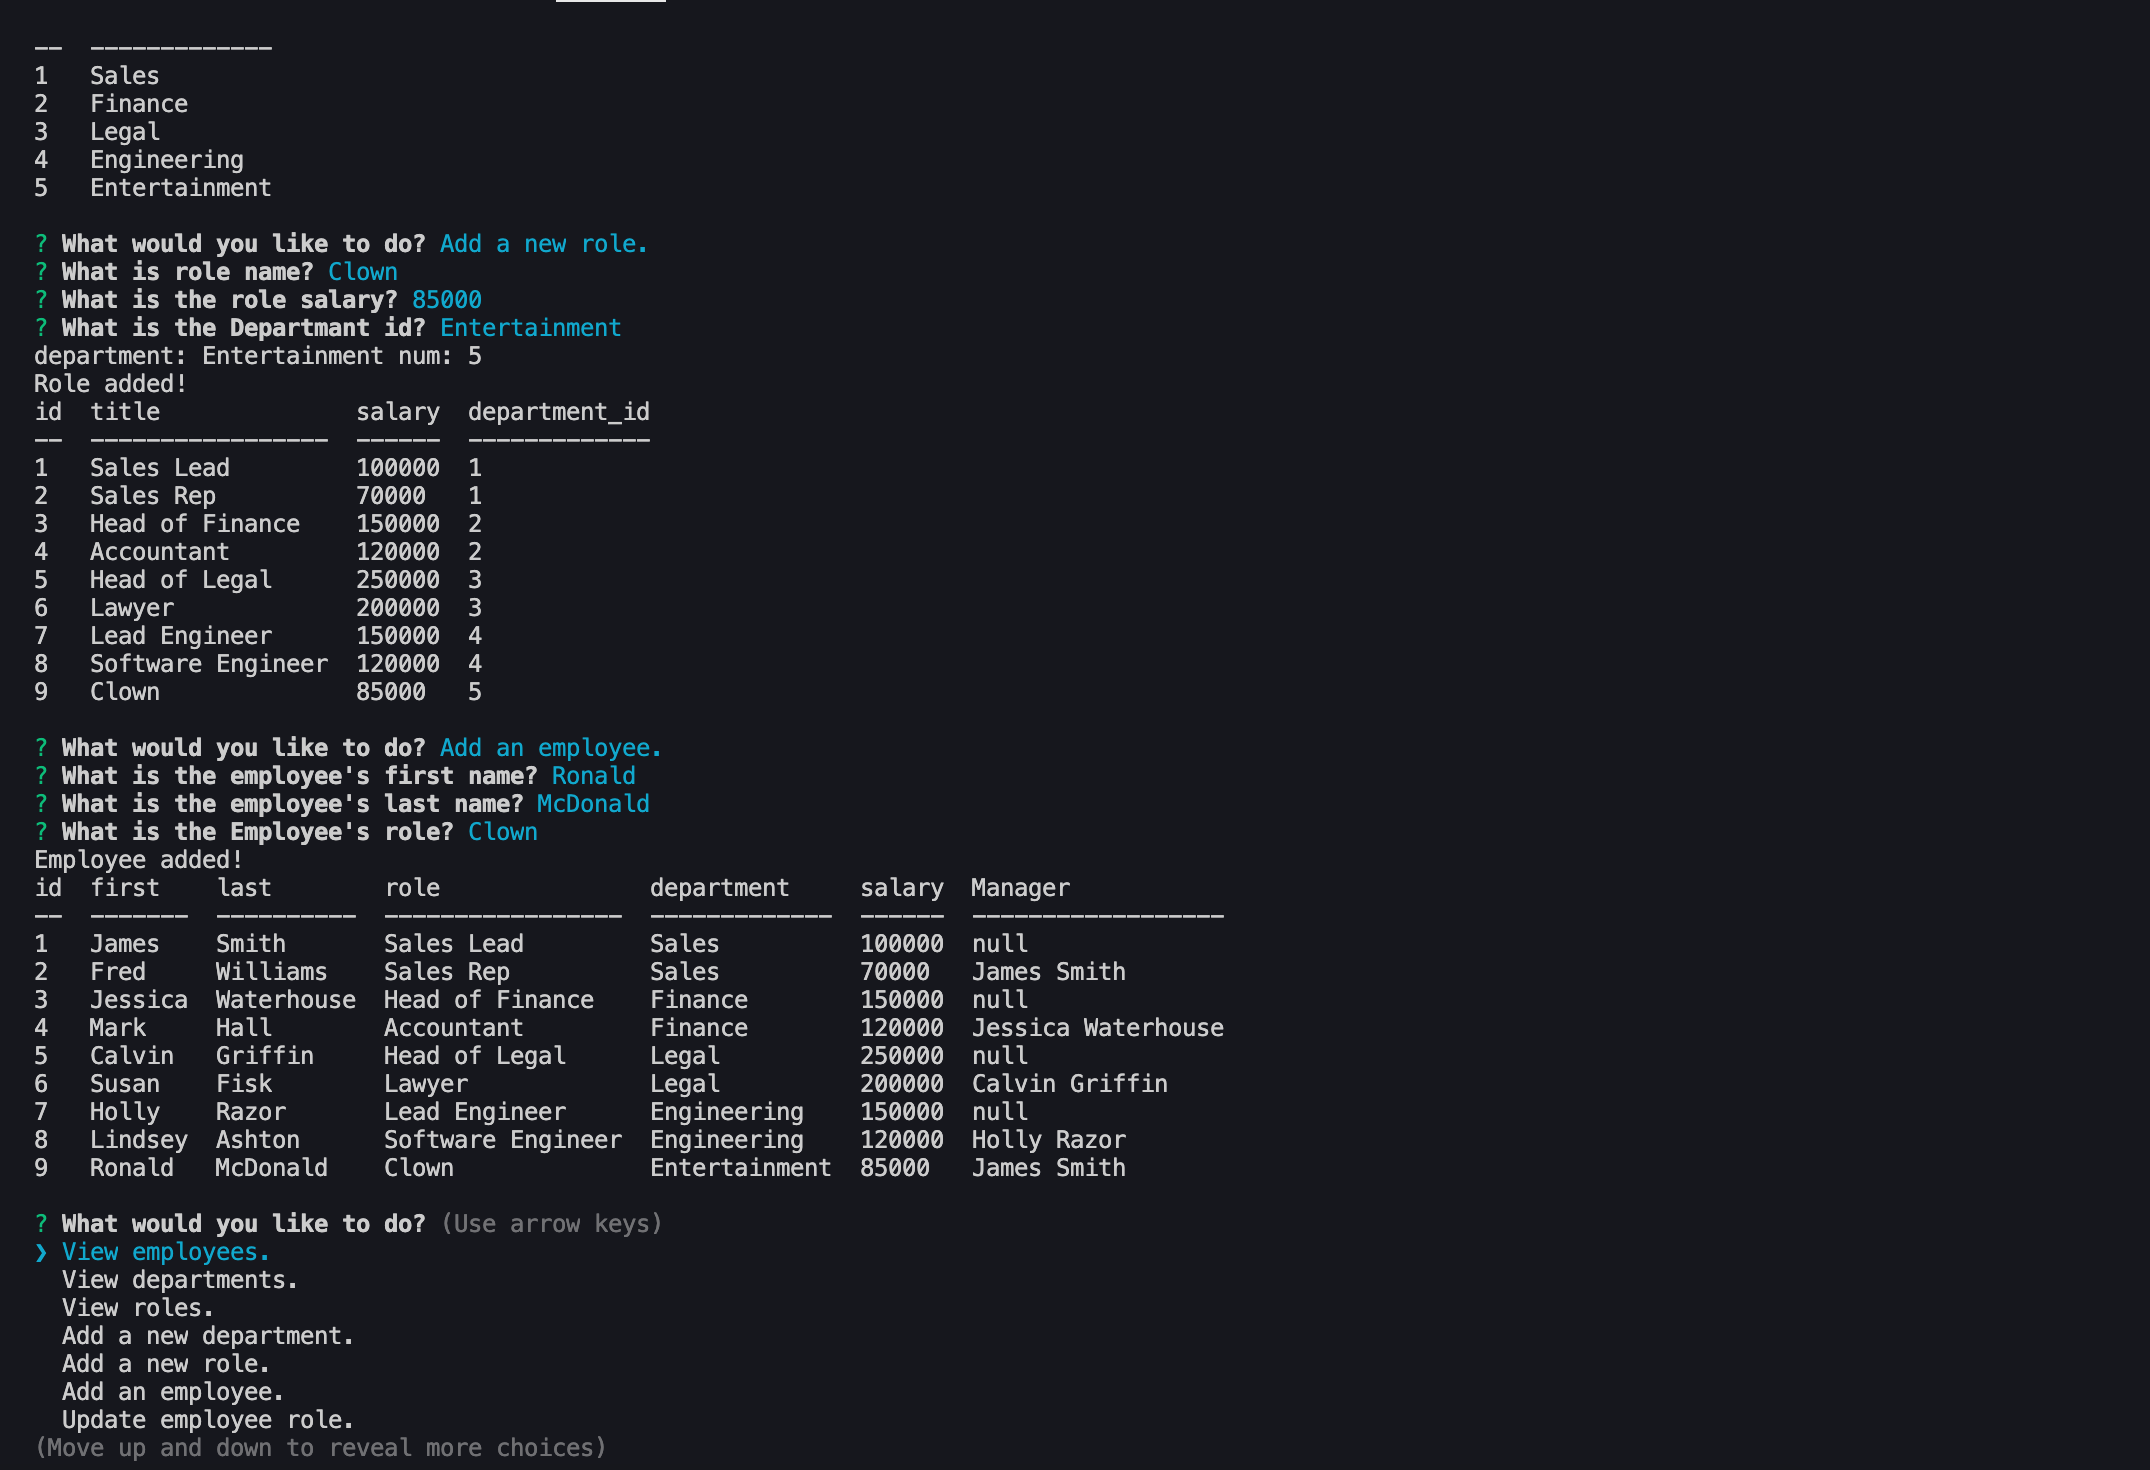 -- -------------
1   Sales
2   Finance
3   Legal
4   Engineering
5   Entertainment
? What would you like to do? Add a new role.
? What is role name? Clown
? What is the role salary? 85000
? What is the Departmant id? Entertainment
department: Entertainment num: 5
Role added!
id  title              salary  department_id
--  -----------------  ------  -------------
1   Sales Lead         100000  1
2   Sales Rep          70000   1
3   Head of Finance    150000  2
4   Accountant         120000  2
5   Head of Legal      250000  3
6   Lawyer             200000  3
7   Lead Engineer      150000  4
8   Software Engineer  120000  4
9   Clown              85000   5
? What would you like to do? Add an employee.
? What is the employee's first name? Ronald
? What is the employee's last name? McDonald
? What is the Employee's role? Clown
Employee added!
id  first    last        role               department     salary  Manager
--  -------  ----------  -----------------  -------------  ------  ------------------
1   James    Smith       Sales Lead         Sales          100000  null
2   Fred     Williams    Sales Rep          Sales          70000   James Smith
3   Jessica  Waterhouse  Head of Finance    Finance        150000  null
4   Mark     Hall        Accountant         Finance        120000  Jessica Waterhouse
5   Calvin   Griffin     Head of Legal      Legal          250000  null
6   Susan    Fisk        Lawyer             Legal          200000  Calvin Griffin
7   Holly    Razor       Lead Engineer      Engineering    150000  null
8   Lindsey  Ashton      Software Engineer  Engineering    120000  Holly Razor
9   Ronald   McDonald    Clown              Entertainment  85000   James Smith
? What would you like to do? (Use arrow keys)
❯ View employees.
  View departments.
  View roles.
  Add a new department.
  Add a new role.
  Add an employee.
  Update employee role.
(Move up and down to reveal more choices)